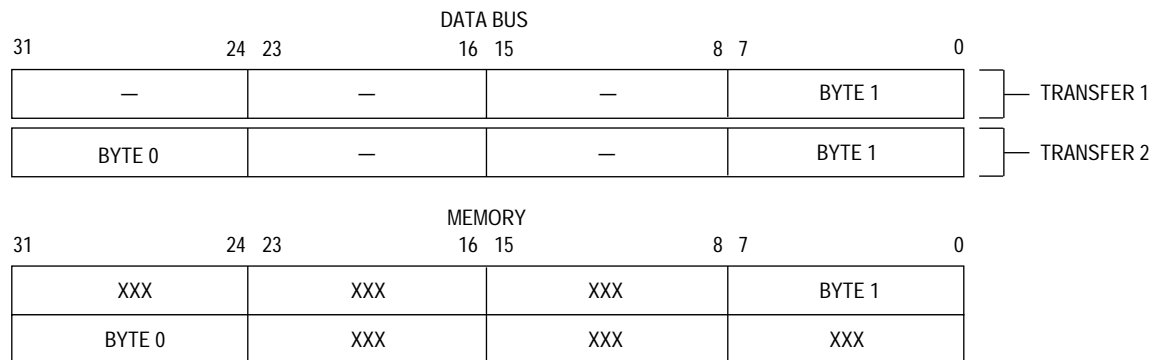 DATA BUS
31 24 23 16 15 8 7 0
— — — BYTE 1 TRANSFER 1
BYTE 0 — — BYTE 1 TRANSFER 2
MEMORY
31 24 23 16 15 8 7 0
XXX XXX XXX BYTE 1
BYTE 0 XXX XXX XXX